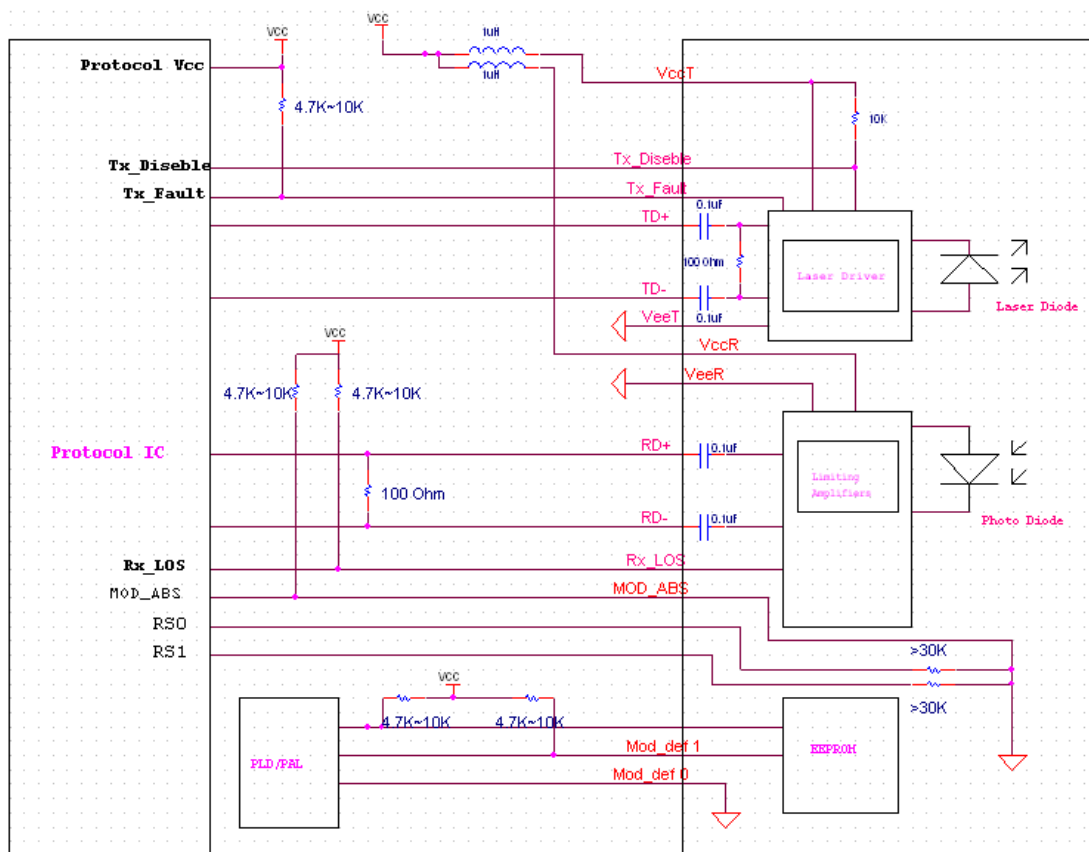 VCC
VCC
1uH
1uH
Protocol Vcc
VccT
4.7K~10K
10K
Tx_Diseble
Tx_Diseble
Tx_Fault
Tx_Fault
TD+
0.1uF
100 Ohm
Laser Driver
TD-
Laser Diode
VeeT
0.1uF
VCC
VccR
VeeR
4.7K~10K
4.7K~10K
Protocol IC
RD+
0.1uF
Limiting
Amplifiers
100 Ohm
RD-
0.1uF
Photo Diode
Rx_LOS
Rx_LOS
MOD_ABS
MOD_ABS
RS0
RS1
>30K
VCC
>30K
4.7K~10K
4.7K~10K
Mod_def 1
EEPROM
PLD/PAL
Mod_def 0